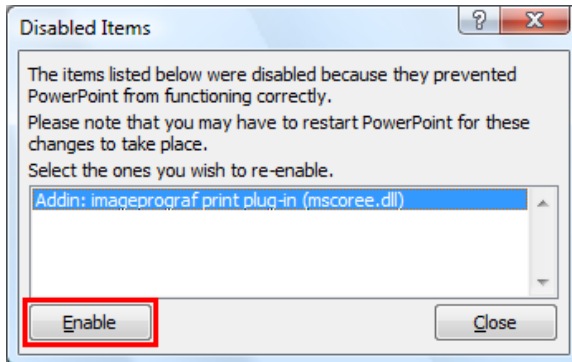 Disabled Items
The items listed below were disabled because they prevented
PowerPoint from functioning correctly.
Please note that you may have to restart PowerPoint for these
changes to take place.
Select the ones you wish to re-enable.
Addin: imageprograf print plug-in (mscoree.dll)
Enable
Close